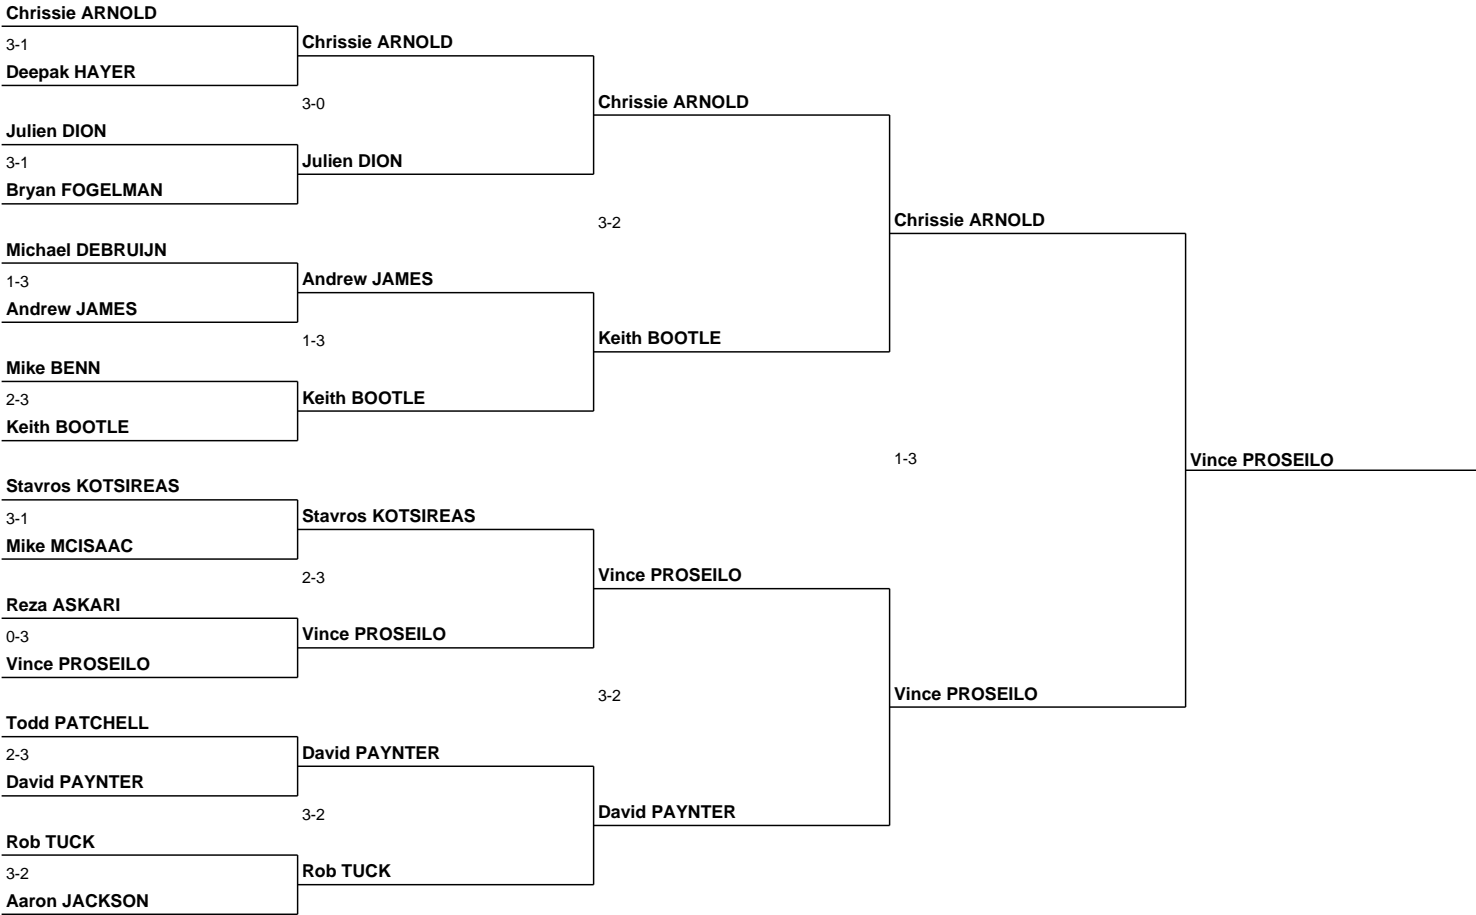 Chrissie ARNOLD
3-1
Deepak HAYER
Julien DION
3-1
Bryan FOGELMAN
Michael DEBRUIJN
1-3
Andrew JAMES
Mike BENN
2-3
Keith BOOTLE
Stavros KOTSIREAS
3-1
Mike MCISAAC
Reza ASKARI
0-3
Vince PROSEILO
Todd PATCHELL
2-3
David PAYNTER
Rob TUCK
3-2
Aaron JACKSON
Chrissie ARNOLD
3-0
Julien DION
Andrew JAMES
1-3
Keith BOOTLE
Stavros KOTSIREAS
2-3
Vince PROSEILO
David PAYNTER
3-2
Rob TUCK
Chrissie ARNOLD
3-2
Keith BOOTLE
Vince PROSEILO
3-2
David PAYNTER
Chrissie ARNOLD
1-3
Vince PROSEILO
Vince PROSEILO